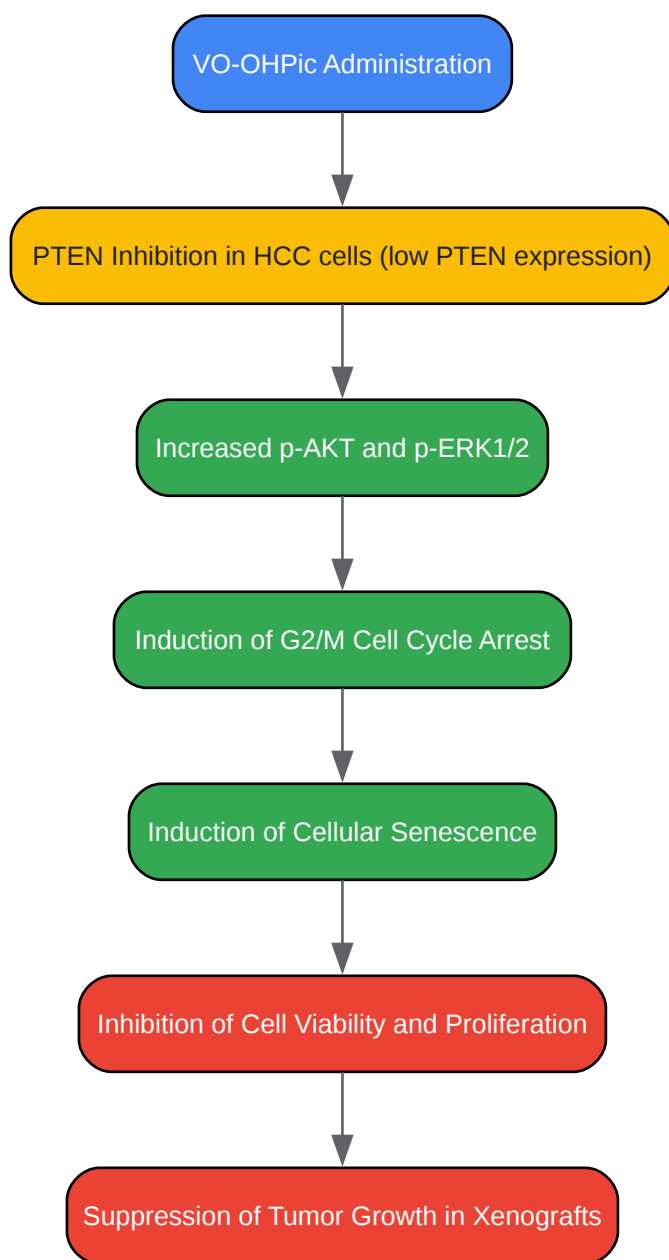 VO-OHPic Administration
PTEN Inhibition in HCC cells (low PTEN expression)
Increased p-AKT and p-ERK1/2
Induction of G2/M Cell Cycle Arrest
Induction of Cellular Senescence
Inhibition of Cell Viability and Proliferation
Suppression of Tumor Growth in Xenografts